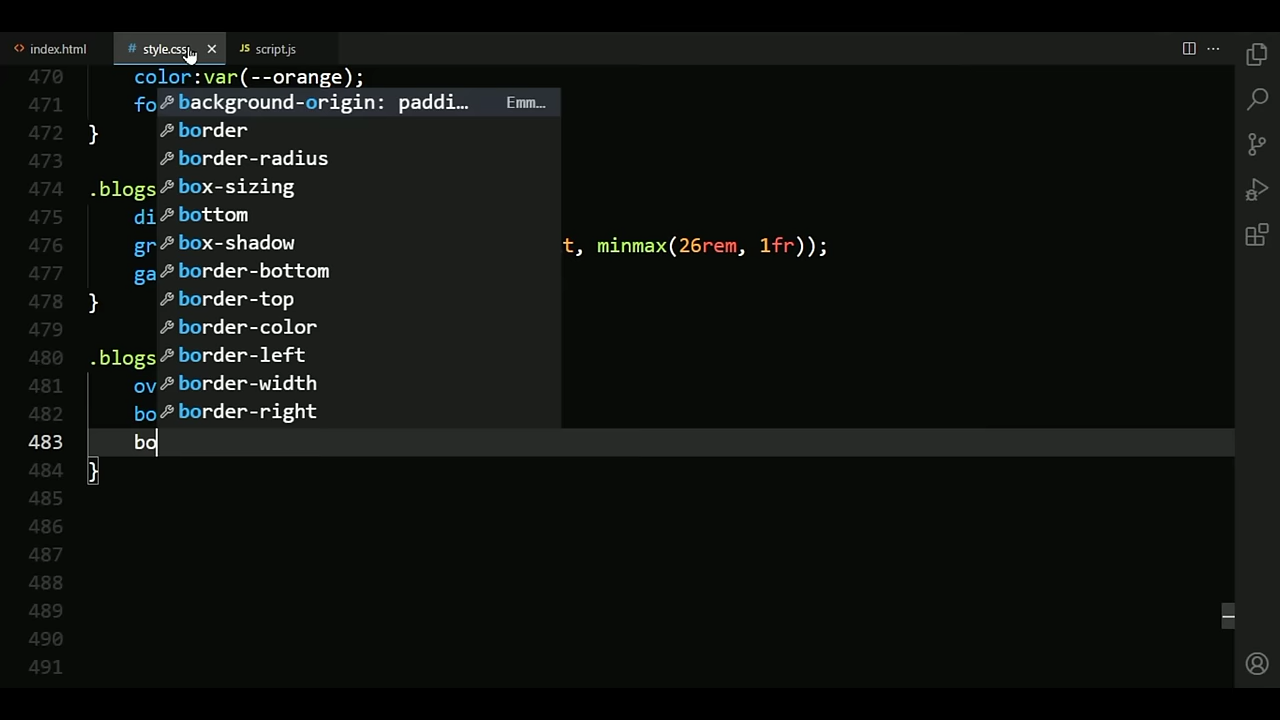 index.html
style.css
script.js
470 color:var(--orange);
471 fo
background-origin: paddi… Emm…
472 }
border
473
border-radius
474 .blogs
box-sizing
475 di
bottom
476 gr t, minmax(26rem, 1fr));
box-shadow
477 ga
border-bottom
478 }
border-top
479
border-color
480 .blogs
border-left
481 ov
border-width
482 bo
border-right
483 bo
484 }
485
486
487
488
489
490
491